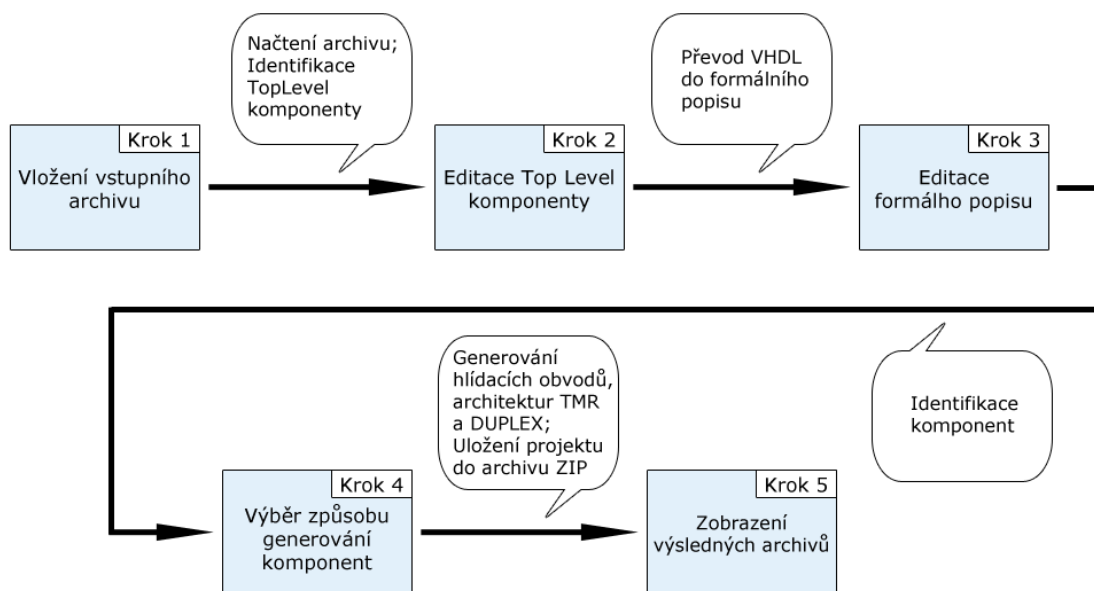 Načtení archivu;
Identifikace
TopLevel
komponenty
Převod VHDL
do formálního
popisu
Krok 1
Vložení vstupního
archivu
Krok 2
Editace Top Level
komponenty
Krok 3
Editace
formálho popisu
Generování
hlídacích obvodů,
architektur TMR
a DUPLEX;
Uložení projektu
do archivu ZIP
Identifikace
komponent
Krok 4
Výběr způsobu
generování
komponent
Krok 5
Zobrazení
výsledných archivů